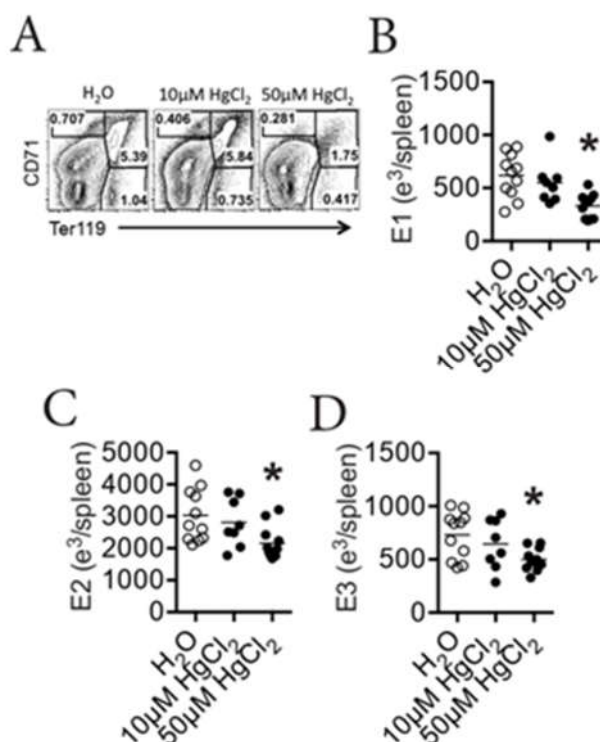 A
H₂O 10µM HgCl₂ 50µM HgCl₂
0.707 0.406 0.281
5.39 5.84 1.75
1.04 0.735 0.417
CD71
Ter119
B
E1 (e³/spleen)
1500
1000
500
0
*
H₂O
10µM HgCl₂
50µM HgCl₂
C
E2 (e³/spleen)
5000
4000
3000
2000
1000
0
*
H₂O
10µM HgCl₂
50µM HgCl₂
D
E3 (e³/spleen)
1500
1000
500
0
*
H₂O
10µM HgCl₂
50µM HgCl₂